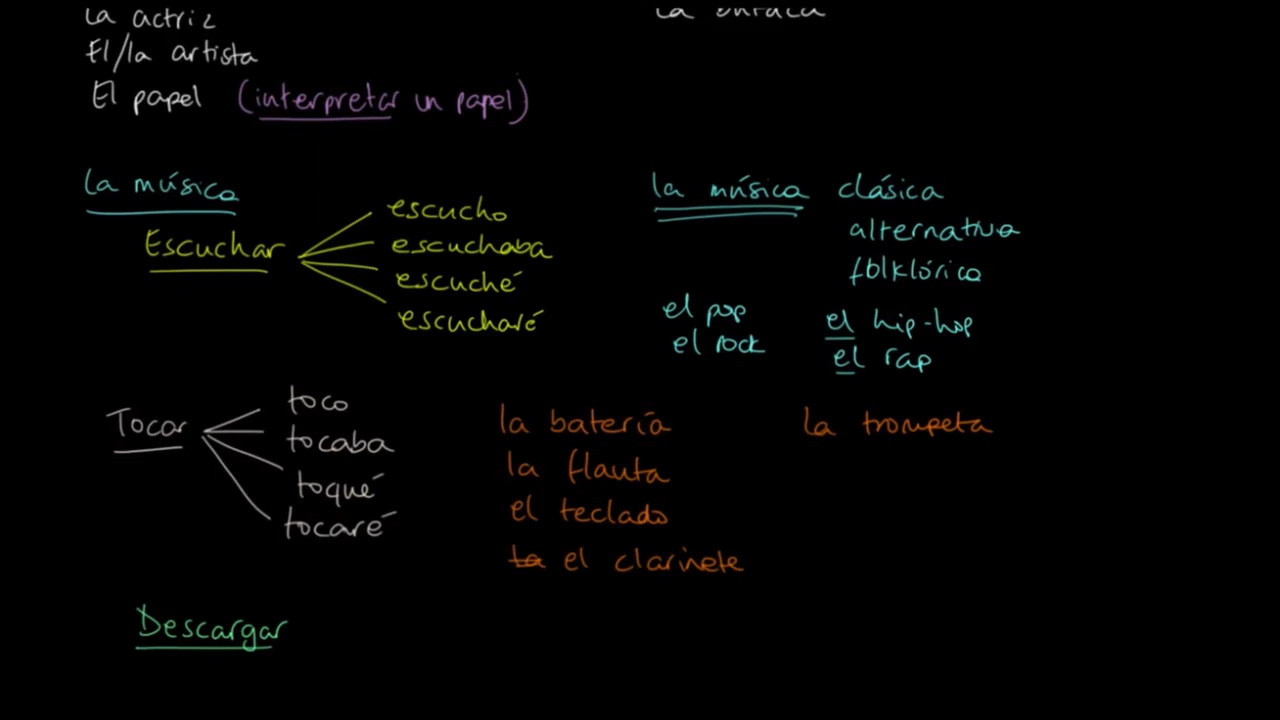 La actriz
El/la artista
El papel (interpretar un papel)
la música
Escuchar
escucho
escuchaba
escuché
escucharé
la música clásica
alternativa
folklórica
el pop
el rock
el hip-hop
el rap
Tocar
toco
tocaba
toqué
tocaré
la batería
la flauta
el teclado
la el clarinete
la trompeta
Descargar